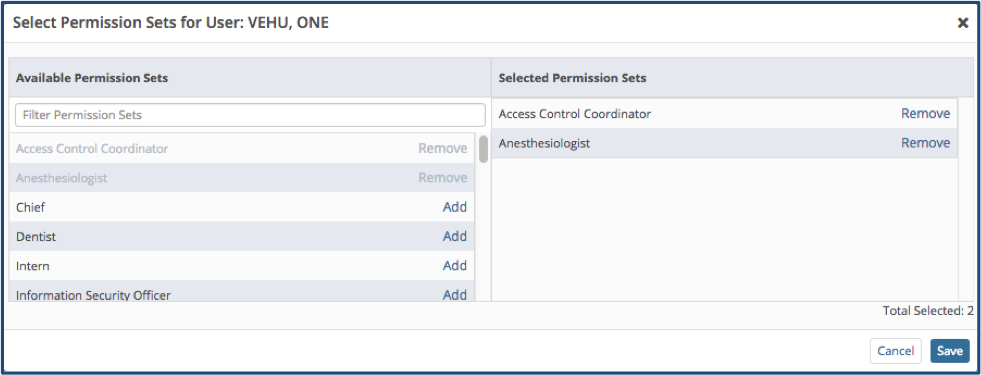 Select Permission Sets for User: VEHU, ONE ×
Available Permission Sets
Filter Permission Sets
Access Control Coordinator Remove
Anesthesiologist Remove
Chief Add
Dentist Add
Intern Add
Information Security Officer Add
Selected Permission Sets
Access Control Coordinator Remove
Anesthesiologist Remove
Total Selected: 2
Cancel Save